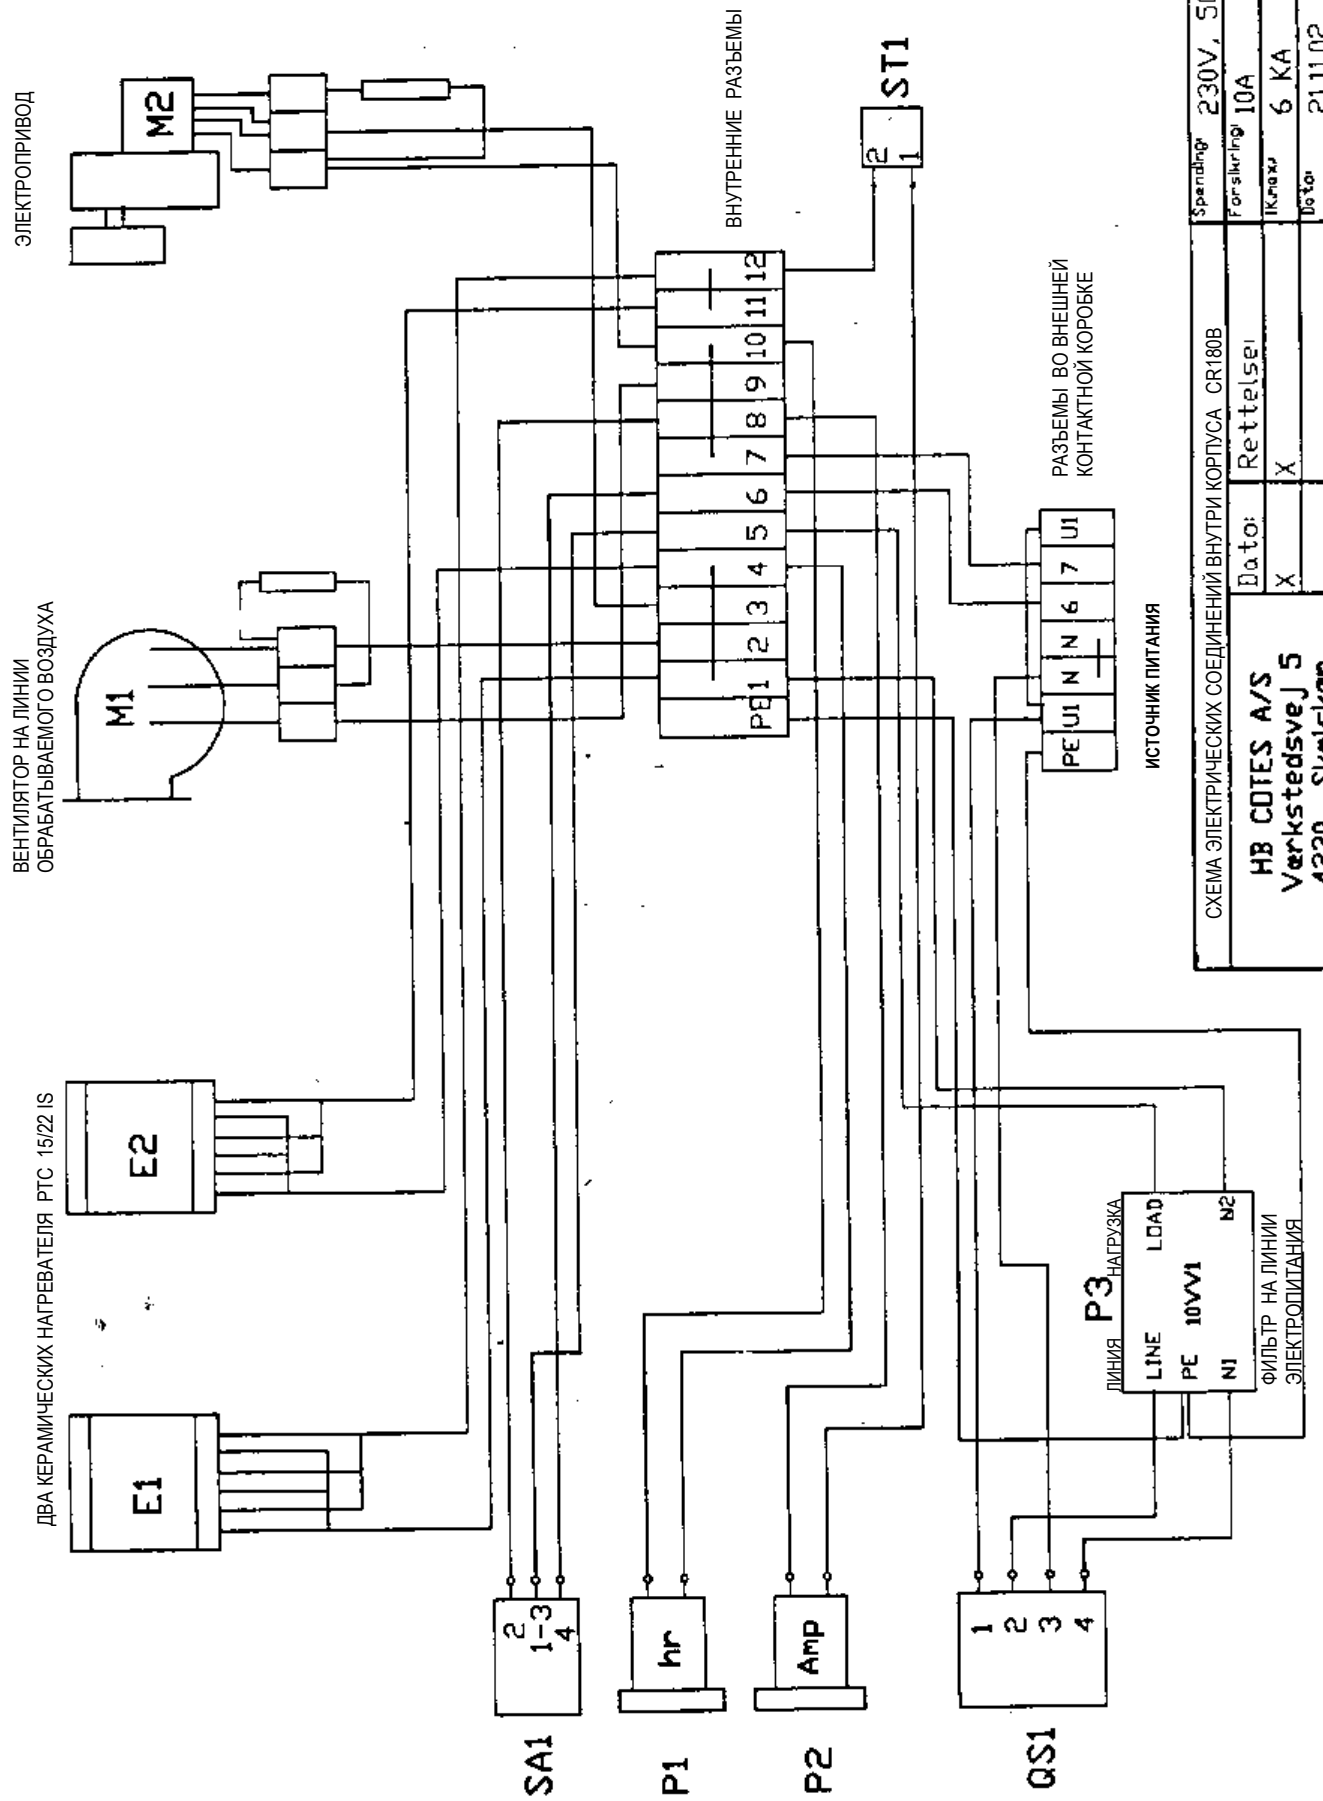 ДВА КЕРАМИЧЕСКИХ НАГРЕВАТЕЛЯ PTC 15/22 IS
ВЕНТИЛЯТОР НА ЛИНИИ
ОБРАБАТЫВАЕМОГО ВОЗДУХА
ЭЛЕКТРОПРИВОД
E1
E2
M1
M2
SA1
2
1-3
4
P1
hr
P2
Amp
QS1
1
2
3
4
ВНУТРЕННИЕ РАЗЪЕМЫ
PE 1 2 3 4 5 6 7 8 9 10 11 12
ST1
2
1
РАЗЪЕМЫ ВО ВНЕШНЕЙ
КОНТАКТНОЙ КОРОБКЕ
PE U1 N N 6 7 U1
ИСТОЧНИК ПИТАНИЯ
P3
ЛИНИЯ НАГРУЗКА
LINE LOAD
PE 10VV1
N1 N2
ФИЛЬТР НА ЛИНИИ
ЭЛЕКТРОПИТАНИЯ
СХЕМА ЭЛЕКТРИЧЕСКИХ СОЕДИНЕНИЙ ВНУТРИ КОРПУСА CR180B
HB COTES A/S
Værkstedsvej 5
Dato: Rettelse:
X X
Spending: 230V,
Forsikring: 10A
IK.max.: 6 KA
Dato: 211102